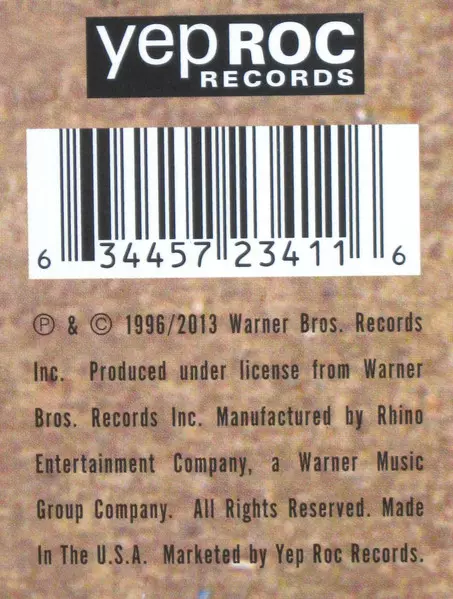 yep ROC
RECORDS
6 34457 23411 6
Ⓟ & © 1996/2013 Warner Bros. Records
Inc. Produced under license from Warner
Bros. Records Inc. Manufactured by Rhino
Entertainment Company, a Warner Music
Group Company. All Rights Reserved. Made
In The U.S.A. Marketed by Yep Roc Records.